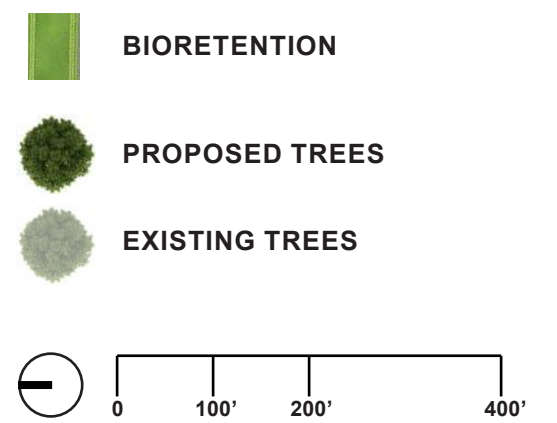 BIORETENTION
PROPOSED TREES
EXISTING TREES
0 100’ 200’ 400’